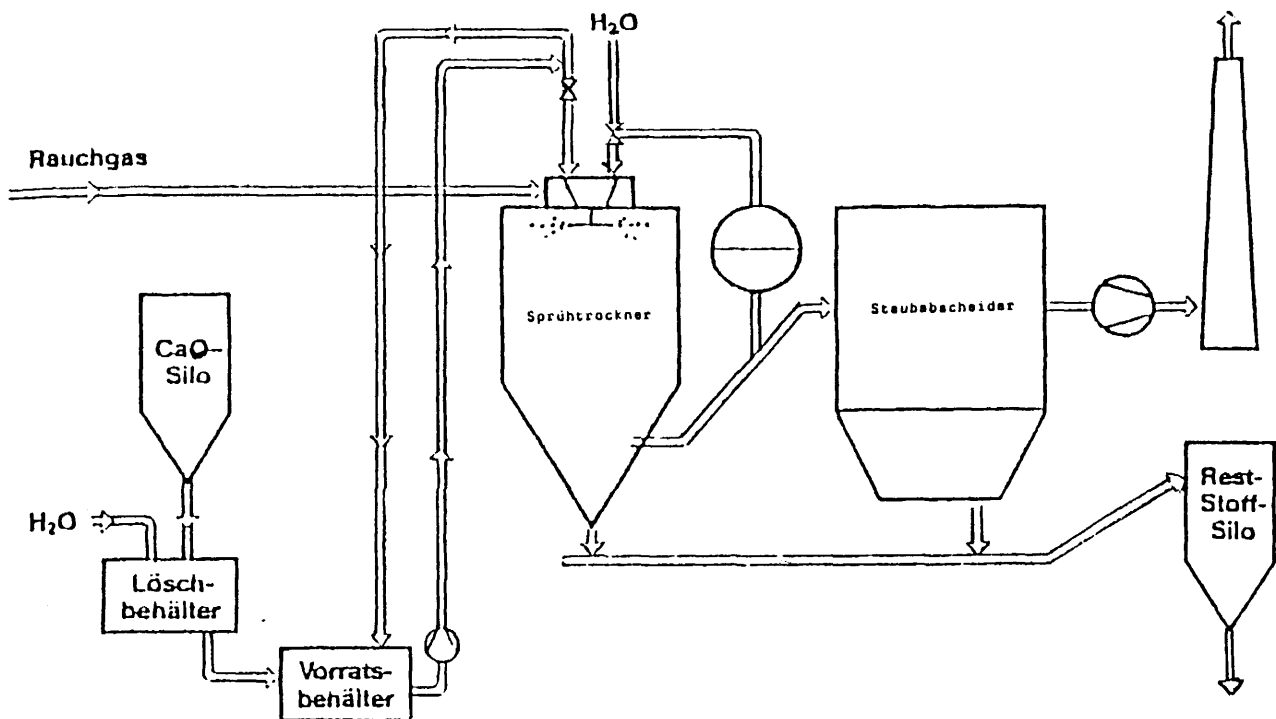 H₂O
Rauchgas
Sprühtrockner
Staubabscheider
CaO-
Silo
Rest-
Stoff-
Silo
H₂O
Lösch-
behälter
Vorrats-
behälter